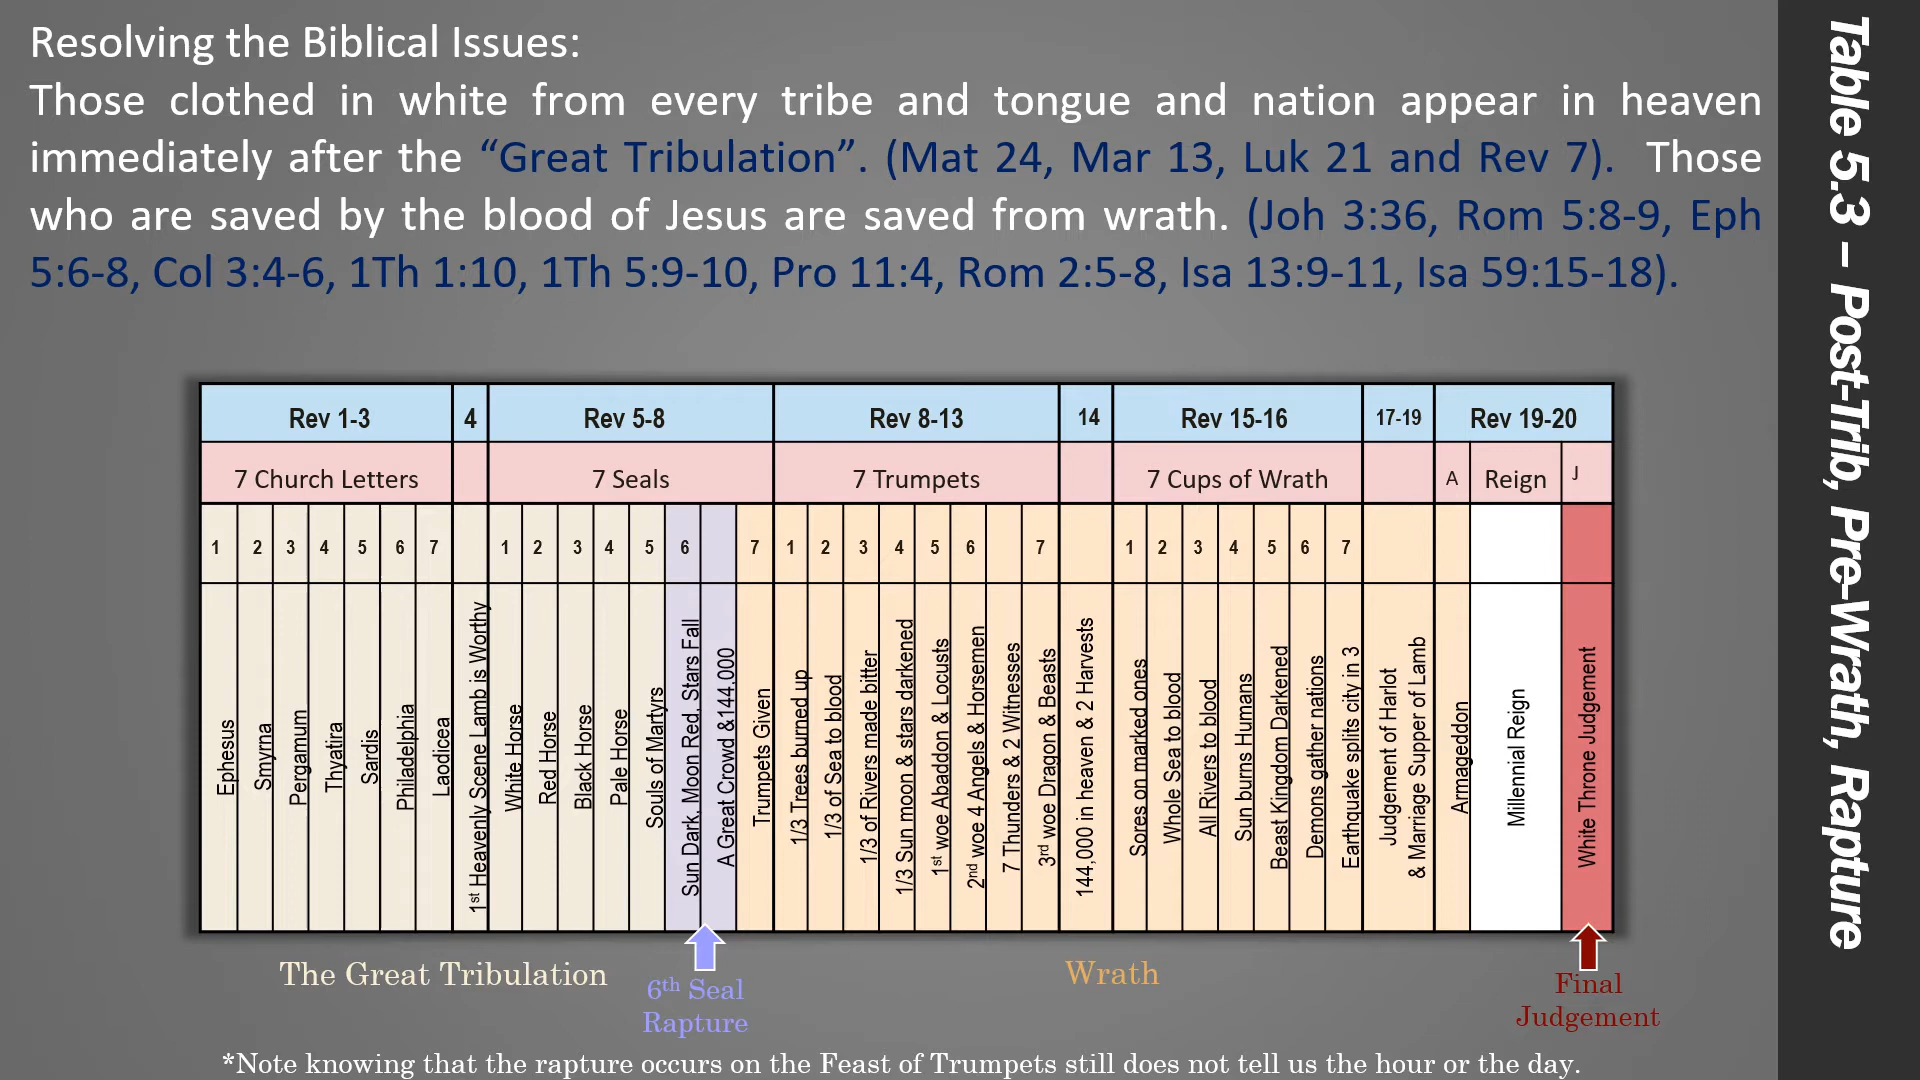 Resolving the Biblical Issues:
Those clothed in white from every tribe and tongue and nation appear in heaven
immediately after the “Great Tribulation”. (Mat 24, Mar 13, Luk 21 and Rev 7). Those
who are saved by the blood of Jesus are saved from wrath. (Joh 3:36, Rom 5:8-9, Eph
5:6-8, Col 3:4-6, 1Th 1:10, 1Th 5:9-10, Pro 11:4, Rom 2:5-8, Isa 13:9-11, Isa 59:15-18).
Table 5.3 – Post-Trib, Pre-Wrath, Rapture
Rev 1-3 4 Rev 5-8 Rev 8-13 14 Rev 15-16 17-19 Rev 19-20
7 Church Letters 7 Seals 7 Trumpets 7 Cups of Wrath A Reign J
1 2 3 4 5 6 7 1 2 3 4 5 6 7 1 2 3 4 5 6 7 1 2 3 4 5 6 7
Ephesus
Smyrna
Pergamum
Thyatira
Sardis
Philadelphia
Laodicea
1st Heavenly Scene Lamb is Worthy
White Horse
Red Horse
Black Horse
Pale Horse
Souls of Martyrs
Sun Dark, Moon Red, Stars Fall
A Great Crowd &144,000
Trumpets Given
1/3 Trees burned up
1/3 of Sea to blood
1/3 of Rivers made bitter
1/3 Sun moon & stars darkened
1st woe Abaddon & Locusts
2nd woe 4 Angels & Horsemen
7 Thunders & 2 Witnesses
3rd woe Dragon & Beasts
144,000 in heaven & 2 Harvests
Sores on marked ones
Whole Sea to blood
All Rivers to blood
Sun burns Humans
Beast Kingdom Darkened
Demons gather nations
Earthquake splits city in 3
Judgement of Harlot
& Marriage Supper of Lamb
Armageddon
Millennial Reign
White Throne Judgement
The Great Tribulation
6th Seal
Rapture
Wrath
Final
Judgement
*Note knowing that the rapture occurs on the Feast of Trumpets still does not tell us the hour or the day.